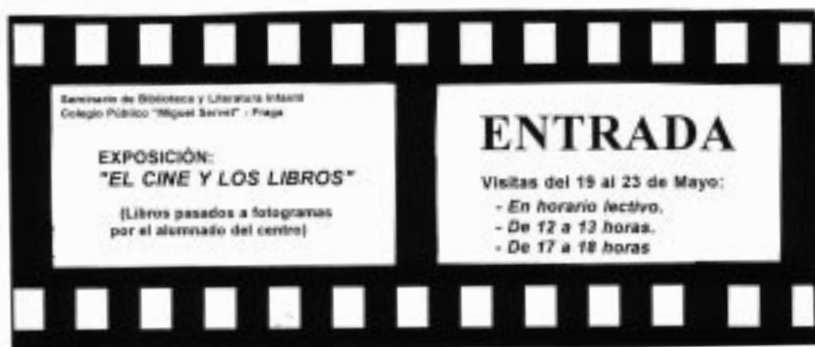 Seminario de Biblioteca y Literatura Infantil
Colegio Público "Miguel Servet" - Fraga
EXPOSICIÓN:
"EL CINE Y LOS LIBROS"
(Libros pasados a fotogramas
por el alumnado del centro)
ENTRADA
Visitas del 19 al 23 de Mayo:
- En horario lectivo.
- De 12 a 13 horas.
- De 17 a 18 horas